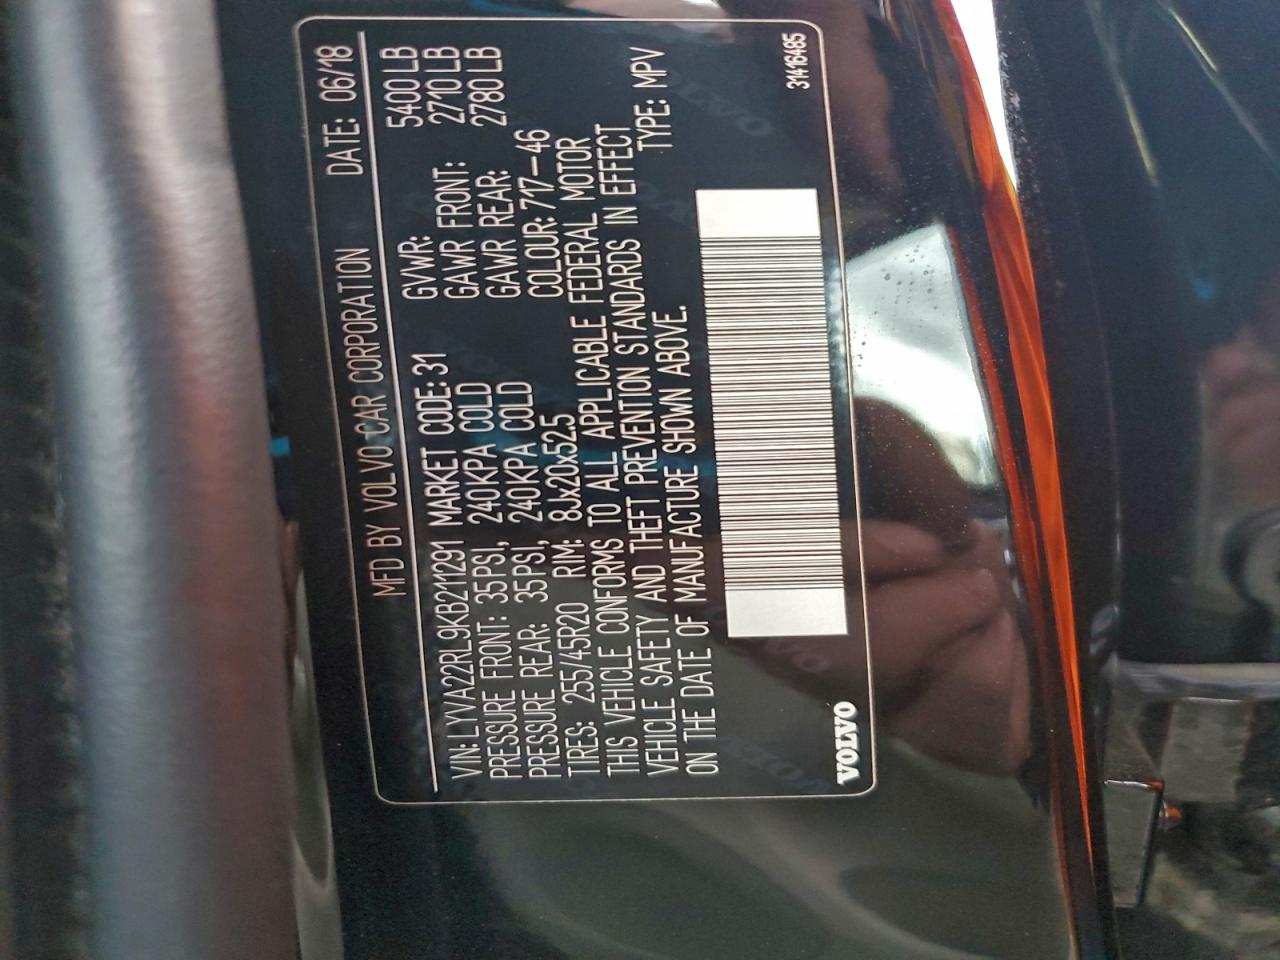 MFD BY VOLVO CAR CORPORATION DATE: 06/18
VIN: LYVA22RL9KB211291 MARKET CODE: 31 GVWR: 5400 LB
PRESSURE FRONT: 35PSI, 240KPA COLD GAWR FRONT: 2710 LB
PRESSURE REAR: 35PSI, 240KPA COLD GAWR REAR: 2780 LB
TIRES: 255/45R20 RIM: 8Jx20x52.5 COLOUR: 717-46
THIS VEHICLE CONFORMS TO ALL APPLICABLE FEDERAL MOTOR
VEHICLE SAFETY AND THEFT PREVENTION STANDARDS IN EFFECT
ON THE DATE OF MANUFACTURE SHOWN ABOVE. TYPE: MPV
VOLVO 31416485